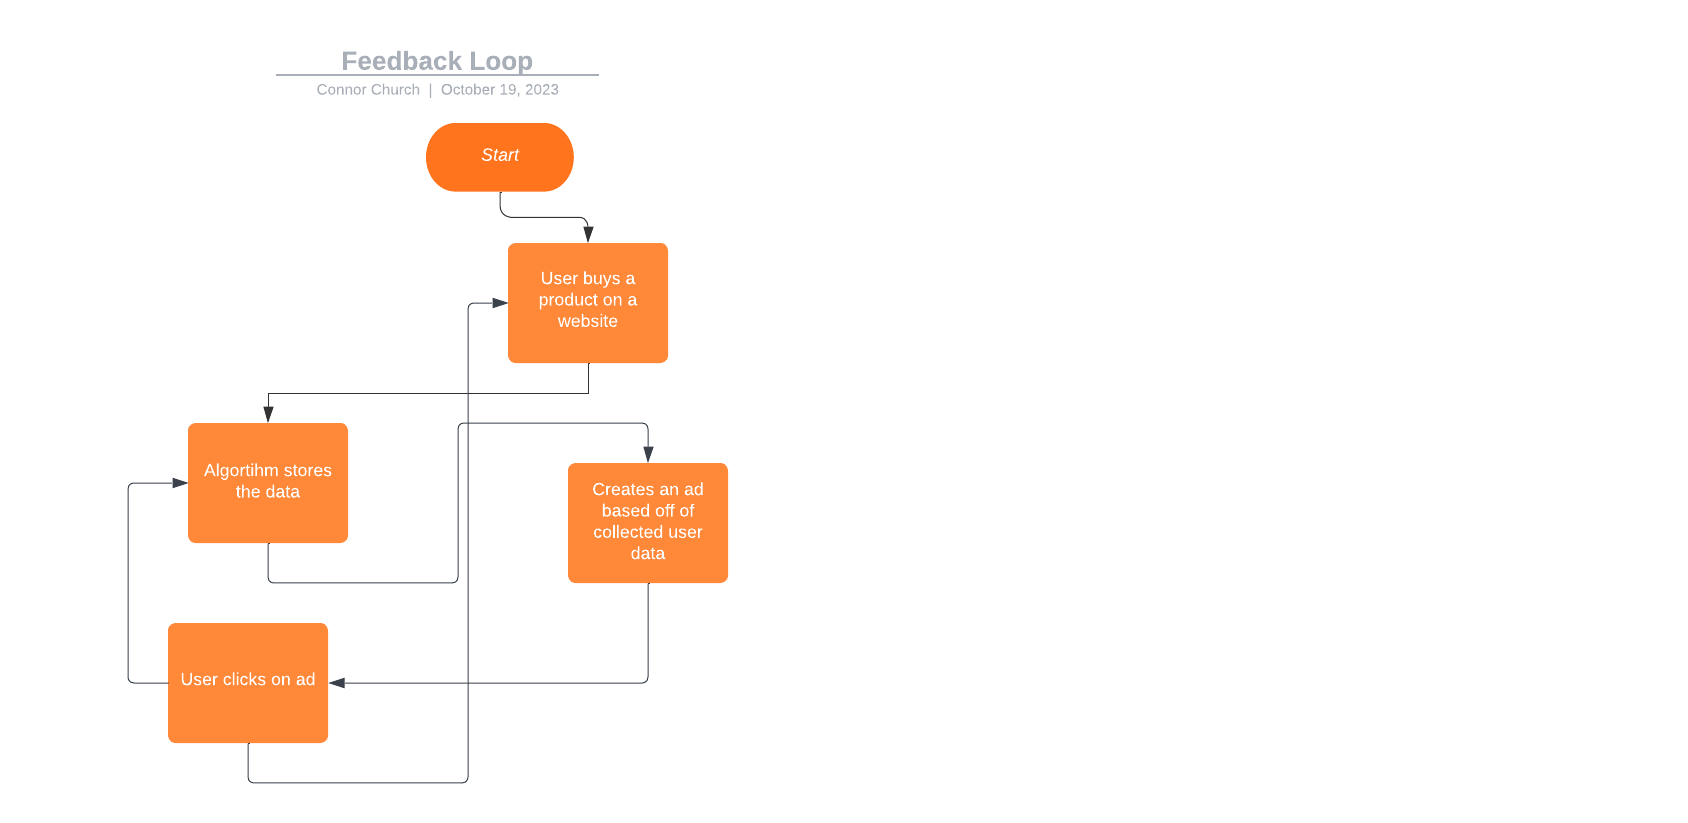 Feedback Loop
Connor Church | October 19, 2023
Start
User buys a
product on a
website
Algortihm stores
the data
Creates an ad
based off of
collected user
data
User clicks on ad